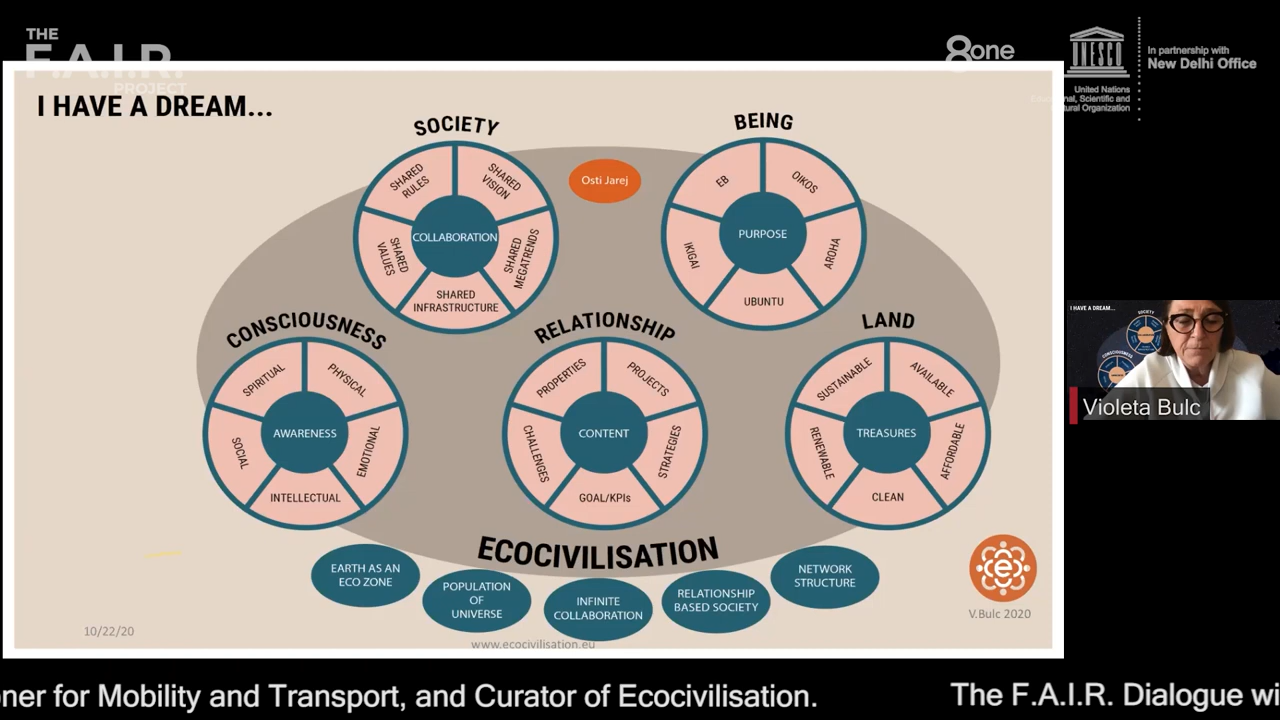 THE
F.A.I.R.
PROJECT
8one
UNESCO
In partnership with
New Delhi Office
United Nations
Educational, Scientific and
Cultural Organization
I HAVE A DREAM...
SOCIETY
SHARED
RULES
SHARED
VISION
SHARED
VALUES
COLLABORATION
SHARED
MEGATRENDS
SHARED
INFRASTRUCTURE
Osti Jarej
BEING
EB
OIKOS
IKIGAI
PURPOSE
AROHA
UBUNTU
CONSCIOUSNESS
SPIRITUAL
PHYSICAL
SOCIAL
AWARENESS
EMOTIONAL
INTELLECTUAL
RELATIONSHIP
PROPERTIES
PROJECTS
CHALLENGES
CONTENT
STRATEGIES
GOAL/KPIs
LAND
SUSTAINABLE
AVAILABLE
RENEWABLE
TREASURES
AFFORDABLE
CLEAN
ECOCIVILISATION
EARTH AS AN
ECO ZONE
POPULATION
OF
UNIVERSE
INFINITE
COLLABORATION
RELATIONSHIP
BASED SOCIETY
NETWORK
STRUCTURE
e
V.Bulc 2020
10/22/20
www.ecocivilisation.eu
I HAVE A DREAM...
SOCIETY
CONSCIOUSNESS
Violeta Bulc
ner for Mobility and Transport, and Curator of Ecocivilisation.
The F.A.I.R. Dialogue wi